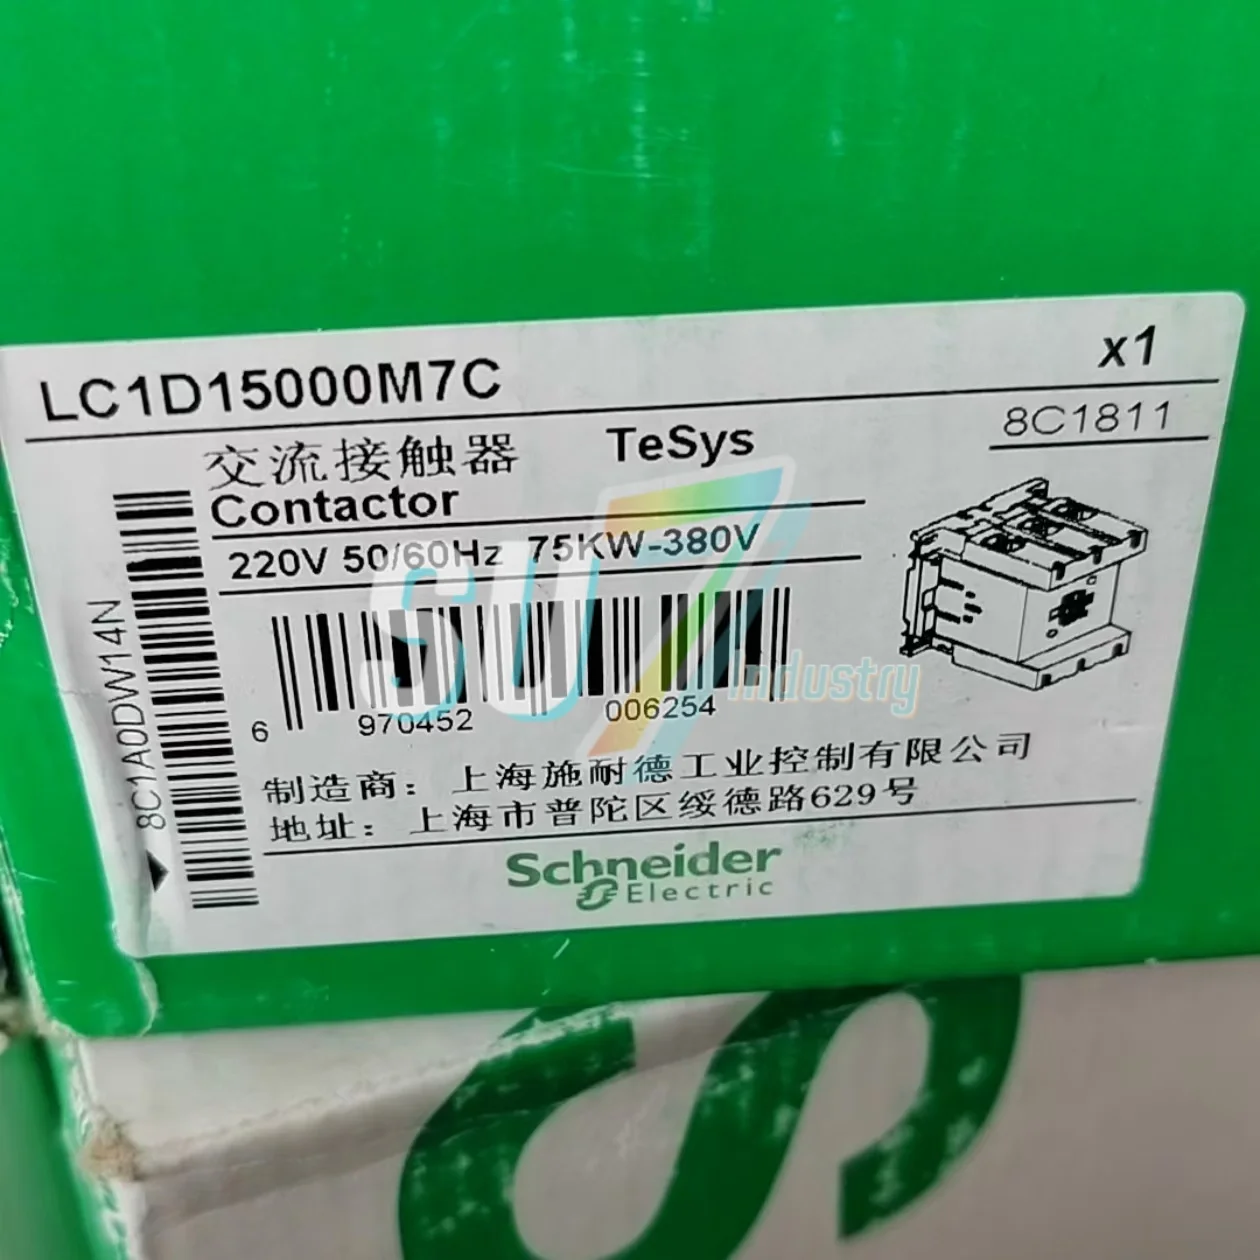 LC1D15000M7C
x1
8C1811
交流接触器 TeSys
Contactor
220V 50/60Hz 75KW-380V
8C1A0DW14N
6 970452 006254
SU7
industry
制造商：上海施耐德工业控制有限公司
地址：上海市普陀区绥德路629号
Schneider
Electric